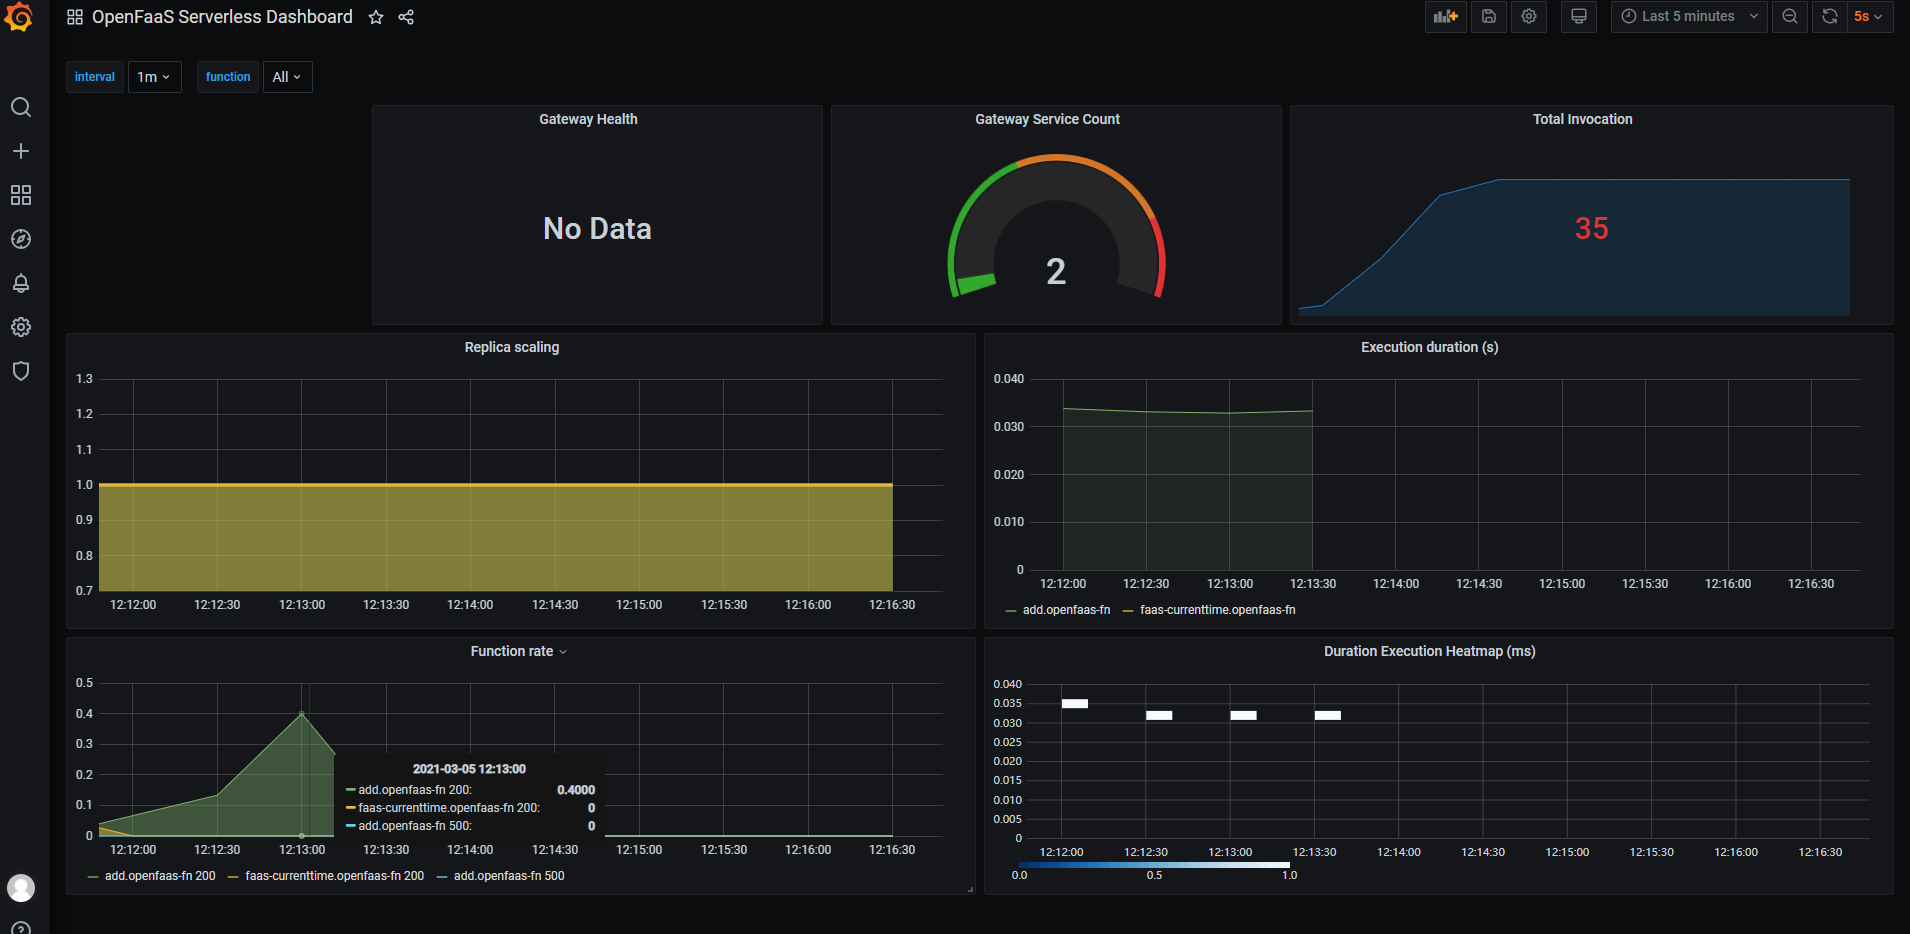 OpenFaaS Serverless Dashboard
Last 5 minutes
5s
interval
1m
function
All
Gateway Health
No Data
Gateway Service Count
2
Total Invocation
35
Replica scaling
1.3
1.2
1.1
1.0
0.9
0.8
0.7
12:12:00 12:12:30 12:13:00 12:13:30 12:14:00 12:14:30 12:15:00 12:15:30 12:16:00 12:16:30
Execution duration (s)
0.040
0.030
0.020
0.010
0
12:12:00 12:12:30 12:13:00 12:13:30 12:14:00 12:14:30 12:15:00 12:15:30 12:16:00 12:16:30
add.openfaas-fn faas-currenttime.openfaas-fn
Function rate
0.5
0.4
0.3
0.2
0.1
0
2021-03-05 12:13:00
add.openfaas-fn 200: 0.4000
faas-currenttime.openfaas-fn 200: 0
add.openfaas-fn 500: 0
12:12:00 12:12:30 12:13:00 12:13:30 12:14:00 12:14:30 12:15:00 12:15:30 12:16:00 12:16:30
add.openfaas-fn 200 faas-currenttime.openfaas-fn 200 add.openfaas-fn 500
Duration Execution Heatmap (ms)
0.040
0.035
0.030
0.025
0.020
0.015
0.010
0.005
0
12:12:00 12:12:30 12:13:00 12:13:30 12:14:00 12:14:30 12:15:00 12:15:30 12:16:00 12:16:30
0.0 0.5 1.0